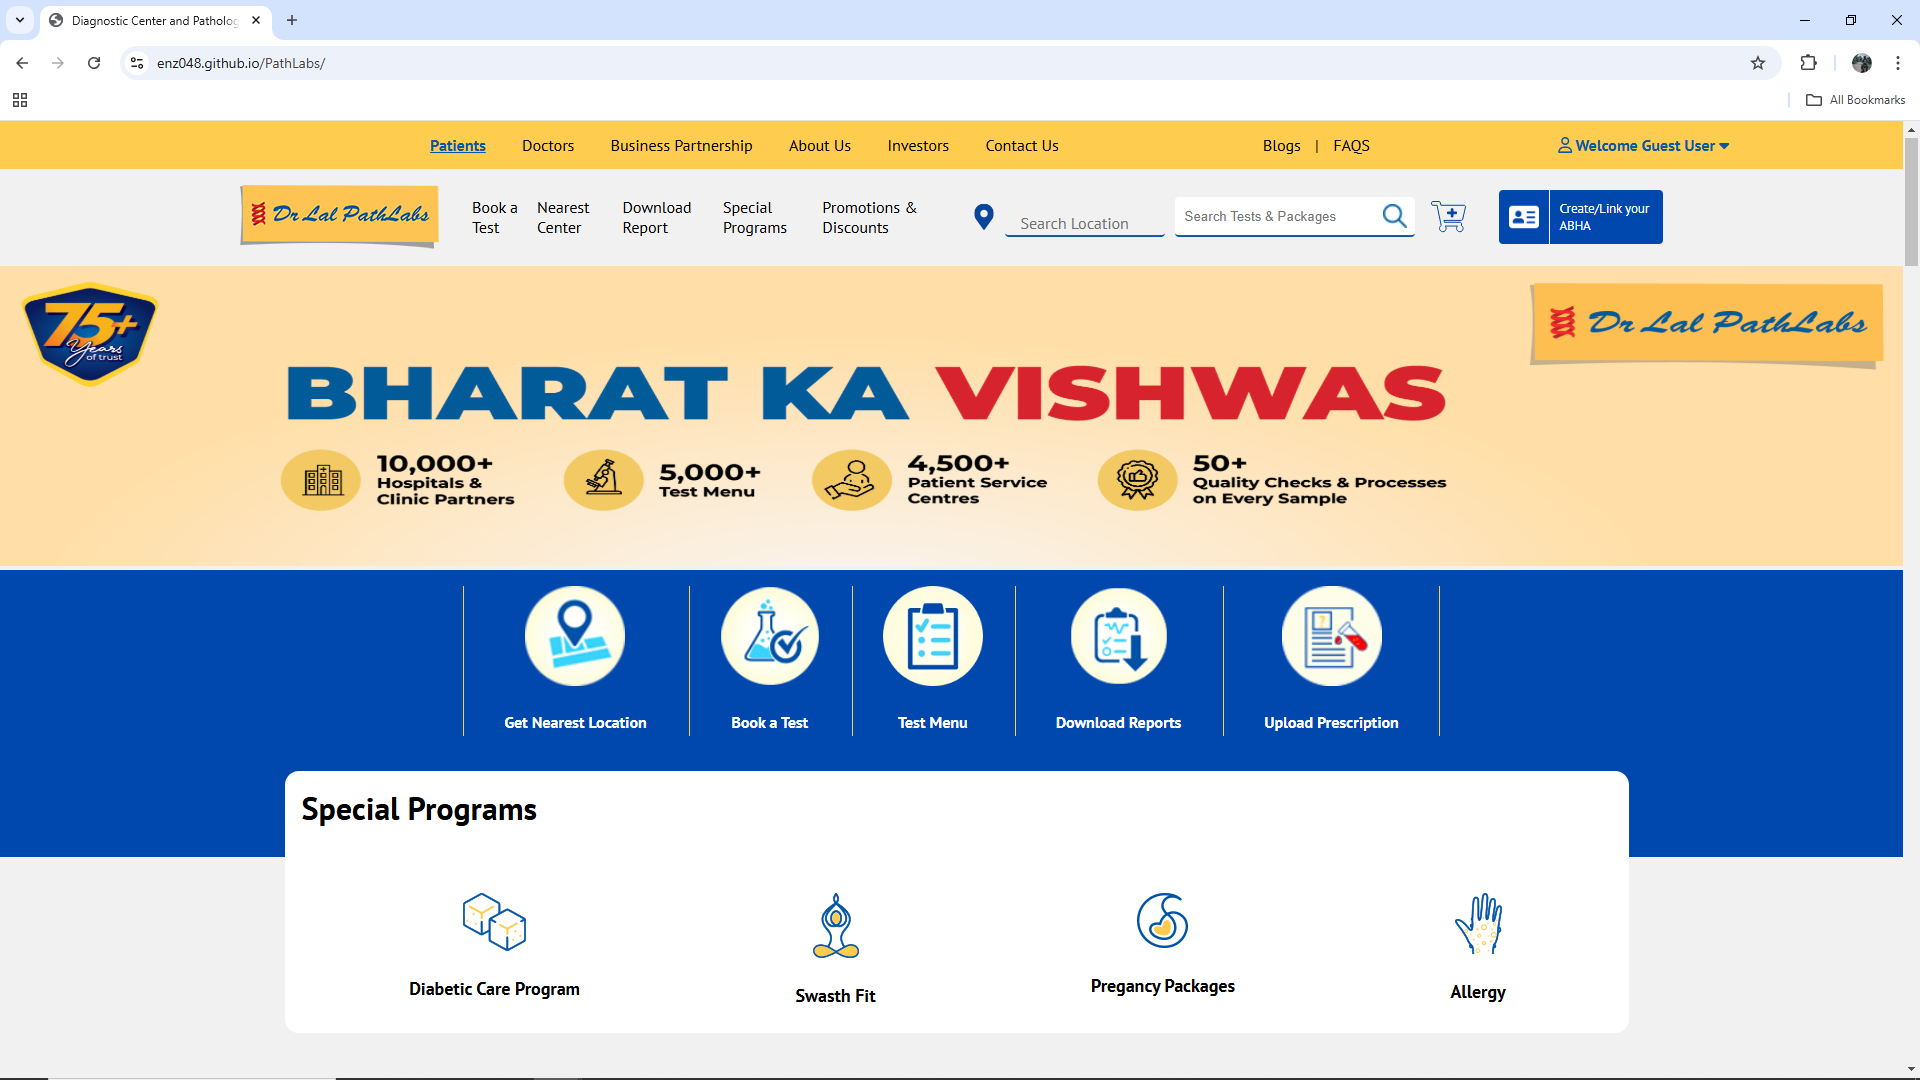 Diagnostic Center and Patholog
enz048.github.io/PathLabs/
All Bookmarks
Patients Doctors Business Partnership About Us Investors Contact Us Blogs | FAQS Welcome Guest User
Dr Lal PathLabs
Book a
Test
Nearest
Center
Download
Report
Special
Programs
Promotions &
Discounts
Search Location
Search Tests & Packages
Create/Link your
ABHA
75+
Years
of trust
Dr Lal PathLabs
BHARAT KA VISHWAS
10,000+
Hospitals &
Clinic Partners
5,000+
Test Menu
4,500+
Patient Service
Centres
50+
Quality Checks & Processes
on Every Sample
Get Nearest Location
Book a Test
Test Menu
Download Reports
Upload Prescription
Special Programs
Diabetic Care Program
Swasth Fit
Pregancy Packages
Allergy